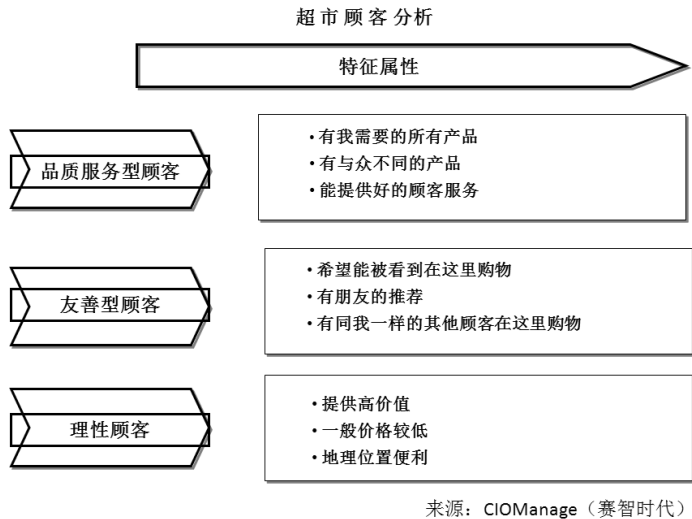 超市顾客分析
特征属性
品质服务型顾客
•有我需要的所有产品
•有与众不同的产品
•能提供好的顾客服务
友善型顾客
•希望能被看到在这里购物
•有朋友的推荐
•有同我一样的其他顾客在这里购物
理性顾客
•提供高价值
•一般价格较低
•地理位置便利
来源：CIOManage（赛智时代）